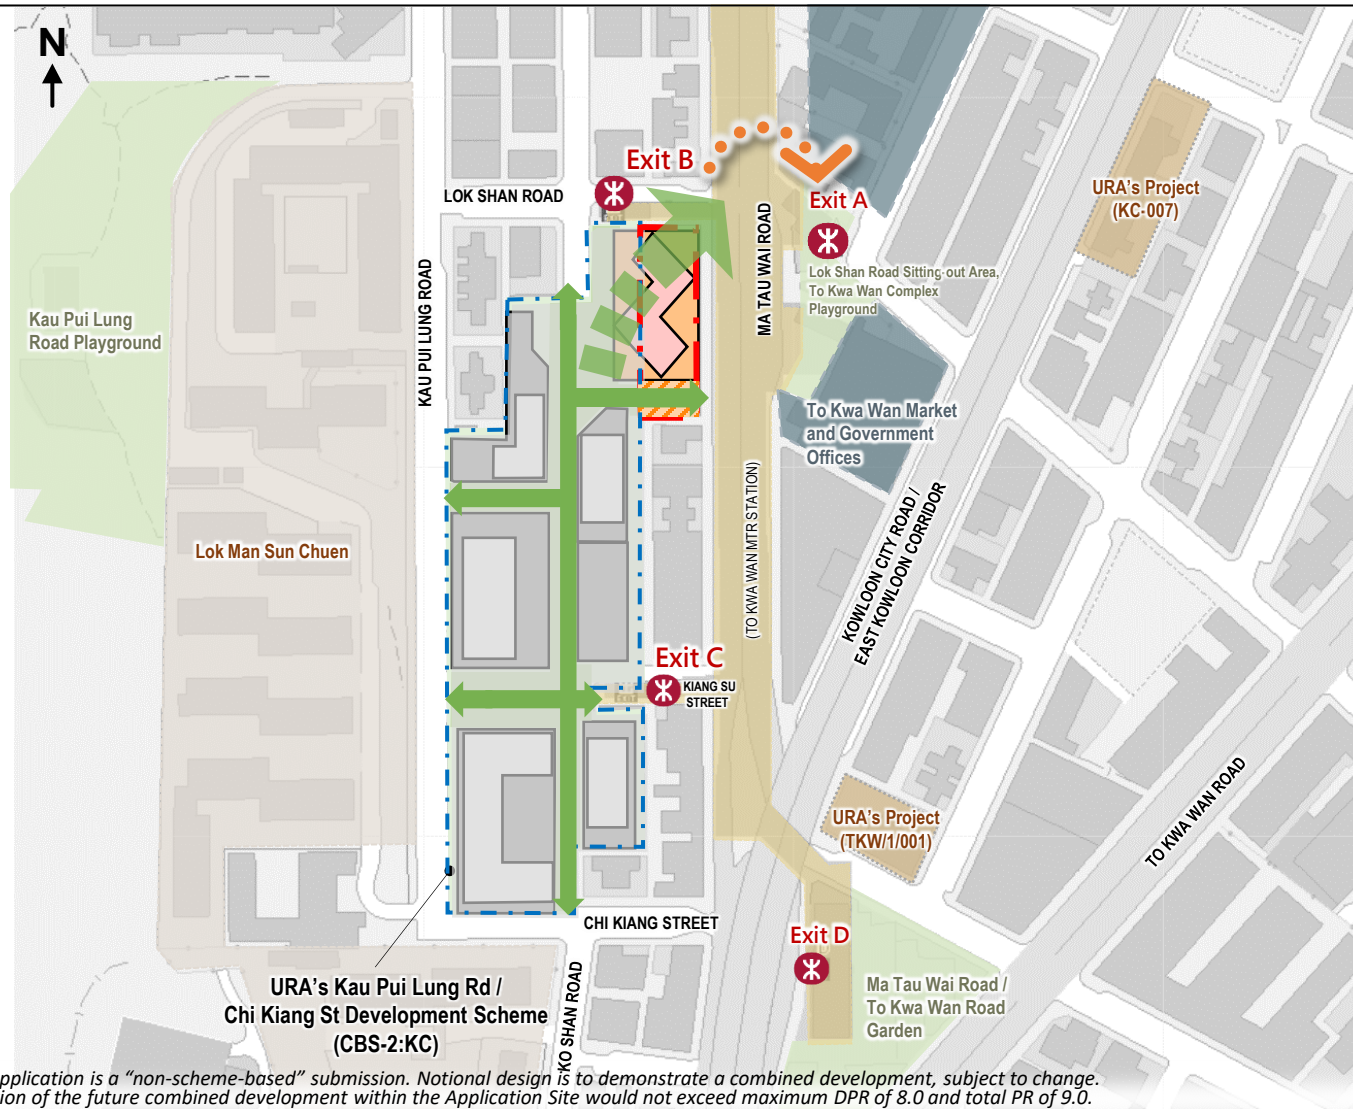 N
Exit B
LOK SHAN ROAD
Exit A
URA's Project
(KC-007)
MA TAU WAI ROAD
KAU PUI LUNG ROAD
Lok Shan Road Sitting-out Area,
To Kwa Wan Complex
Playground
Kau Pui Lung
Road Playground
To Kwa Wan Market
and Government
Offices
(TO KWA WAN MTR STATION)
KOWLOON CITY ROAD /
EAST KOWLOON CORRIDOR
Lok Man Sun Chuen
Exit C
KIANG SU
STREET
URA's Project
(TKW/1/001)
TO KWA WAN ROAD
CHI KIANG STREET
Exit D
URA's Kau Pui Lung Rd /
Chi Kiang St Development Scheme
(CBS-2:KC)
KO SHAN ROAD
Ma Tau Wai Road /
To Kwa Wan Road
Garden
pplication is a “non-scheme-based” submission. Notional design is to demonstrate a combined development, subject to change.
ion of the future combined development within the Application Site would not exceed maximum DPR of 8.0 and total PR of 9.0.